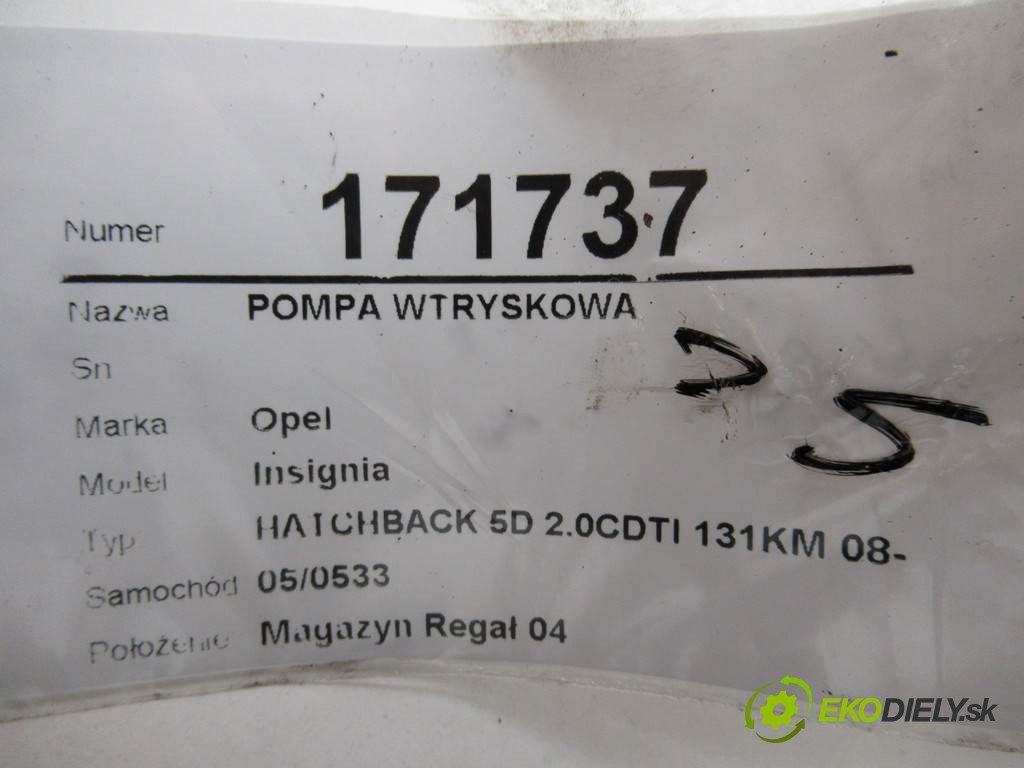 Numer 171737
Nazwa POMPA WTRYSKOWA
Sn
Marka Opel
Model Insignia
Typ HATCHBACK 5D 2.0CDTI 131KM 08-
Samochód 05/0533
Położenie Magazyn Regał 04
EKODIELY.sk